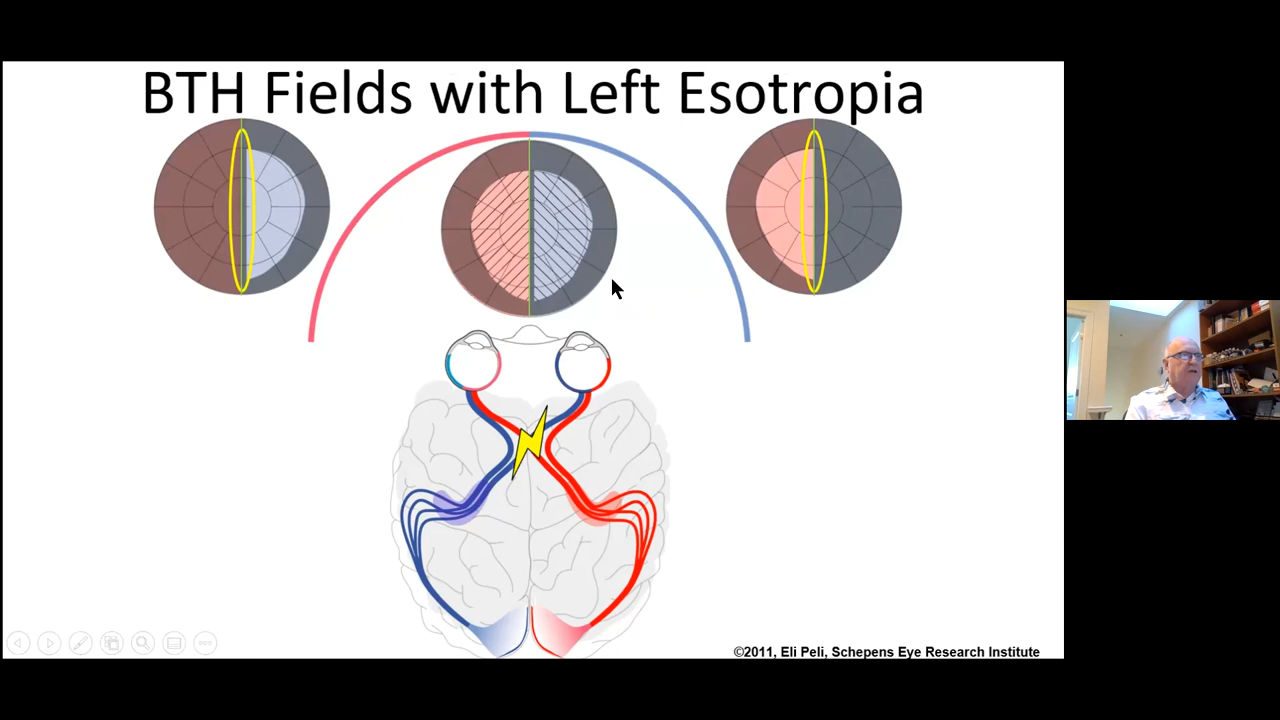 BTH Fields with Left Esotropia
©2011, Eli Peli, Schepens Eye Research Institute